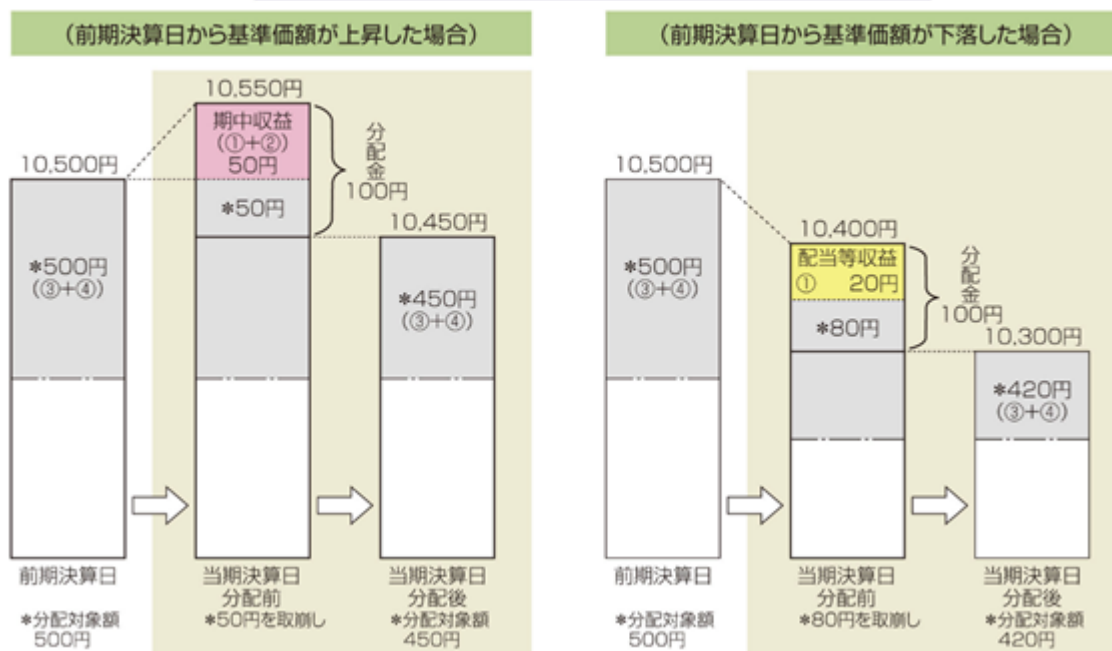 （前期決算日から基準価額が上昇した場合）
10,550円
期中収益
（①＋②）
50円
＊50円
分配金
100円
10,500円
＊500円
（③＋④）
10,450円
＊450円
（③＋④）
前期決算日
＊分配対象額
500円
当期決算日
分配前
＊50円を取崩し
当期決算日
分配後
＊分配対象額
450円
（前期決算日から基準価額が下落した場合）
10,500円
＊500円
（③＋④）
10,400円
配当等収益
① 20円
＊80円
分配金
100円
10,300円
＊420円
（③＋④）
前期決算日
＊分配対象額
500円
当期決算日
分配前
＊80円を取崩し
当期決算日
分配後
＊分配対象額
420円